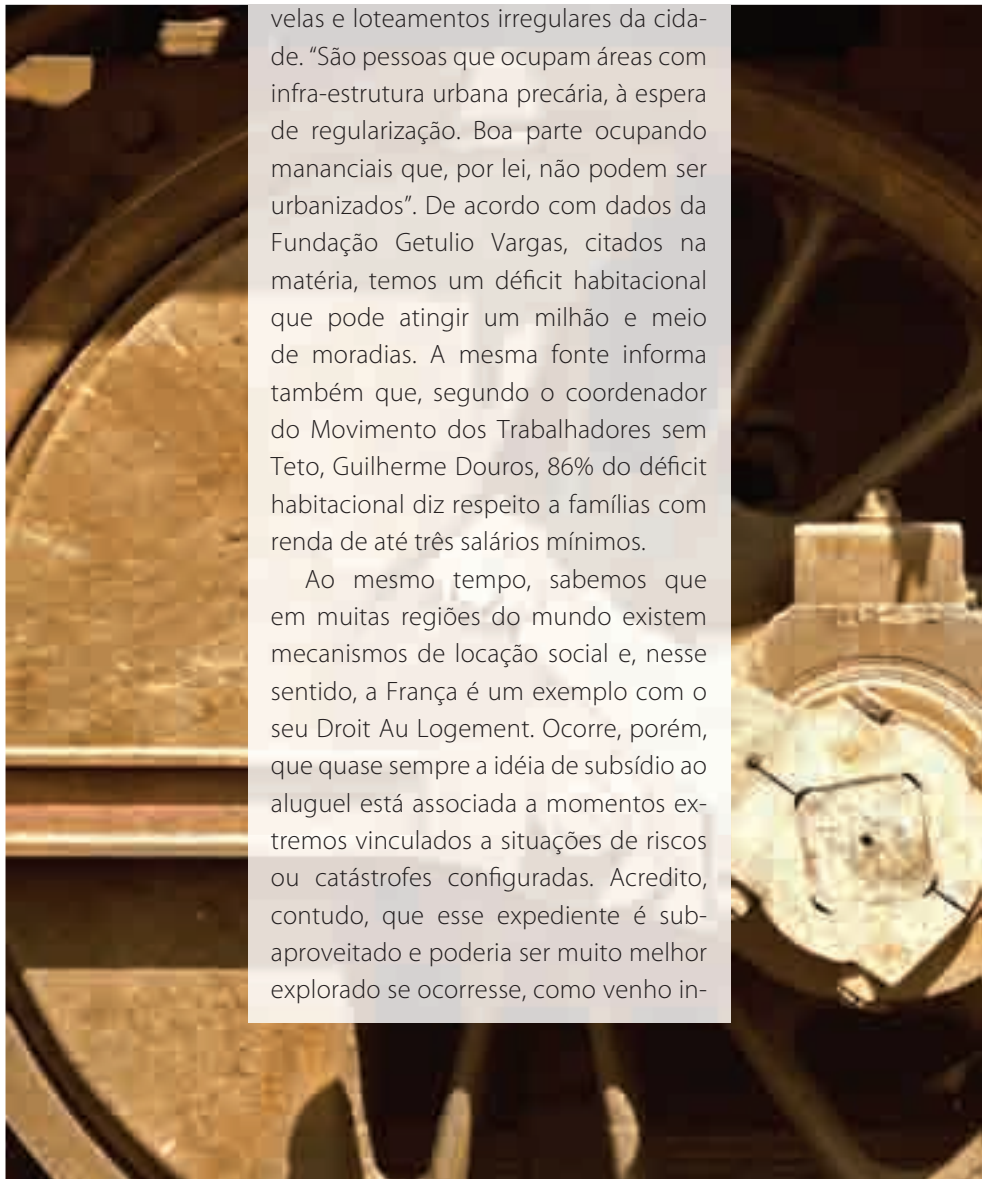 velas e loteamentos irregulares da cida-
de. “São pessoas que ocupam áreas com
infra-estrutura urbana precária, à espera
de regularização. Boa parte ocupando
mananciais que, por lei, não podem ser
urbanizados”. De acordo com dados da
Fundação Getulio Vargas, citados na
matéria, temos um déficit habitacional
que pode atingir um milhão e meio
de moradias. A mesma fonte informa
também que, segundo o coordenador
do Movimento dos Trabalhadores sem
Teto, Guilherme Douros, 86% do déficit
habitacional diz respeito a famílias com
renda de até três salários mínimos.
Ao mesmo tempo, sabemos que
em muitas regiões do mundo existem
mecanismos de locação social e, nesse
sentido, a França é um exemplo com o
seu Droit Au Logement. Ocorre, porém,
que quase sempre a idéia de subsídio ao
aluguel está associada a momentos ex-
tremos vinculados a situações de riscos
ou catástrofes configuradas. Acredito,
contudo, que esse expediente é sub-
aproveitado e poderia ser muito melhor
explorado se ocorresse, como venho in-